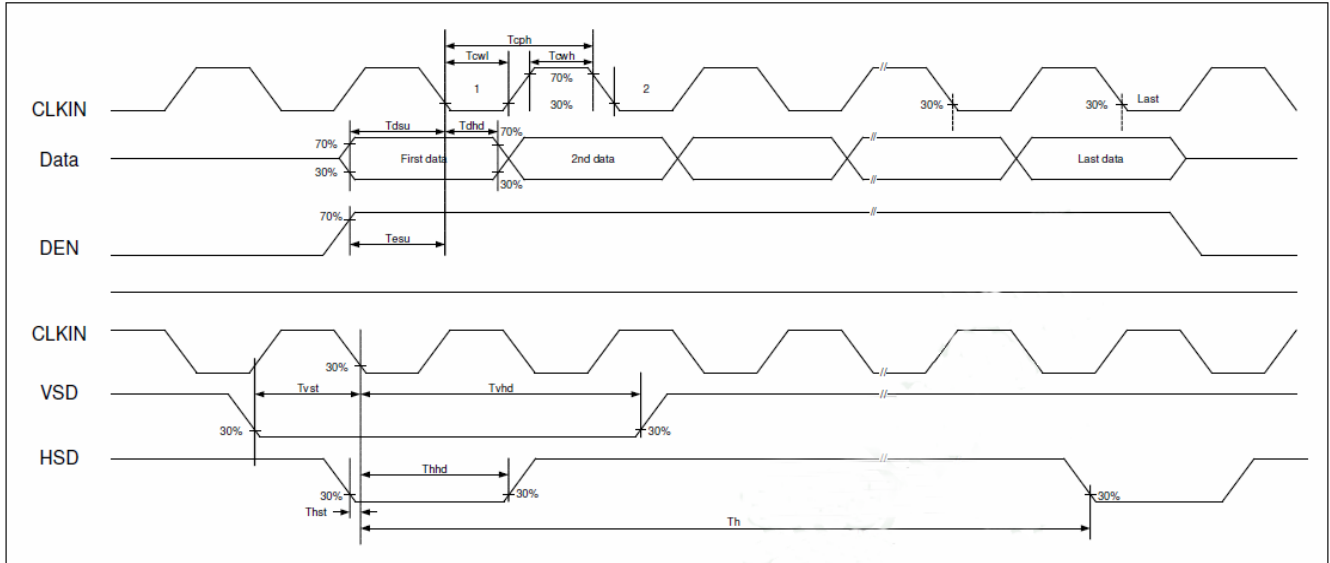 Tcph
Tcwl
Tcwh
CLKIN
1
70%
30%
2
30%
30%
Last
Tdsu
Tdhd
70%
70%
Data
First data
2nd data
Last data
30%
30%
70%
DEN
Tesu
CLKIN
30%
VSD
Tvst
Tvhd
30%
30%
HSD
Thhd
30%
30%
30%
Thst
Th